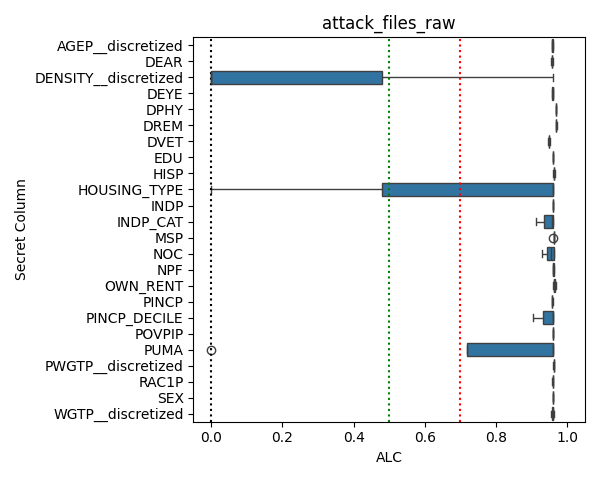 attack_files_raw
Secret Column
AGEP__discretized
DEAR
DENSITY__discretized
DEYE
DPHY
DREM
DVET
EDU
HISP
HOUSING_TYPE
INDP
INDP_CAT
MSP
NOC
NPF
OWN_RENT
PINCP
PINCP_DECILE
POVPIP
PUMA
PWGTP__discretized
RAC1P
SEX
WGTP__discretized
0.0 0.2 0.4 0.6 0.8 1.0
ALC